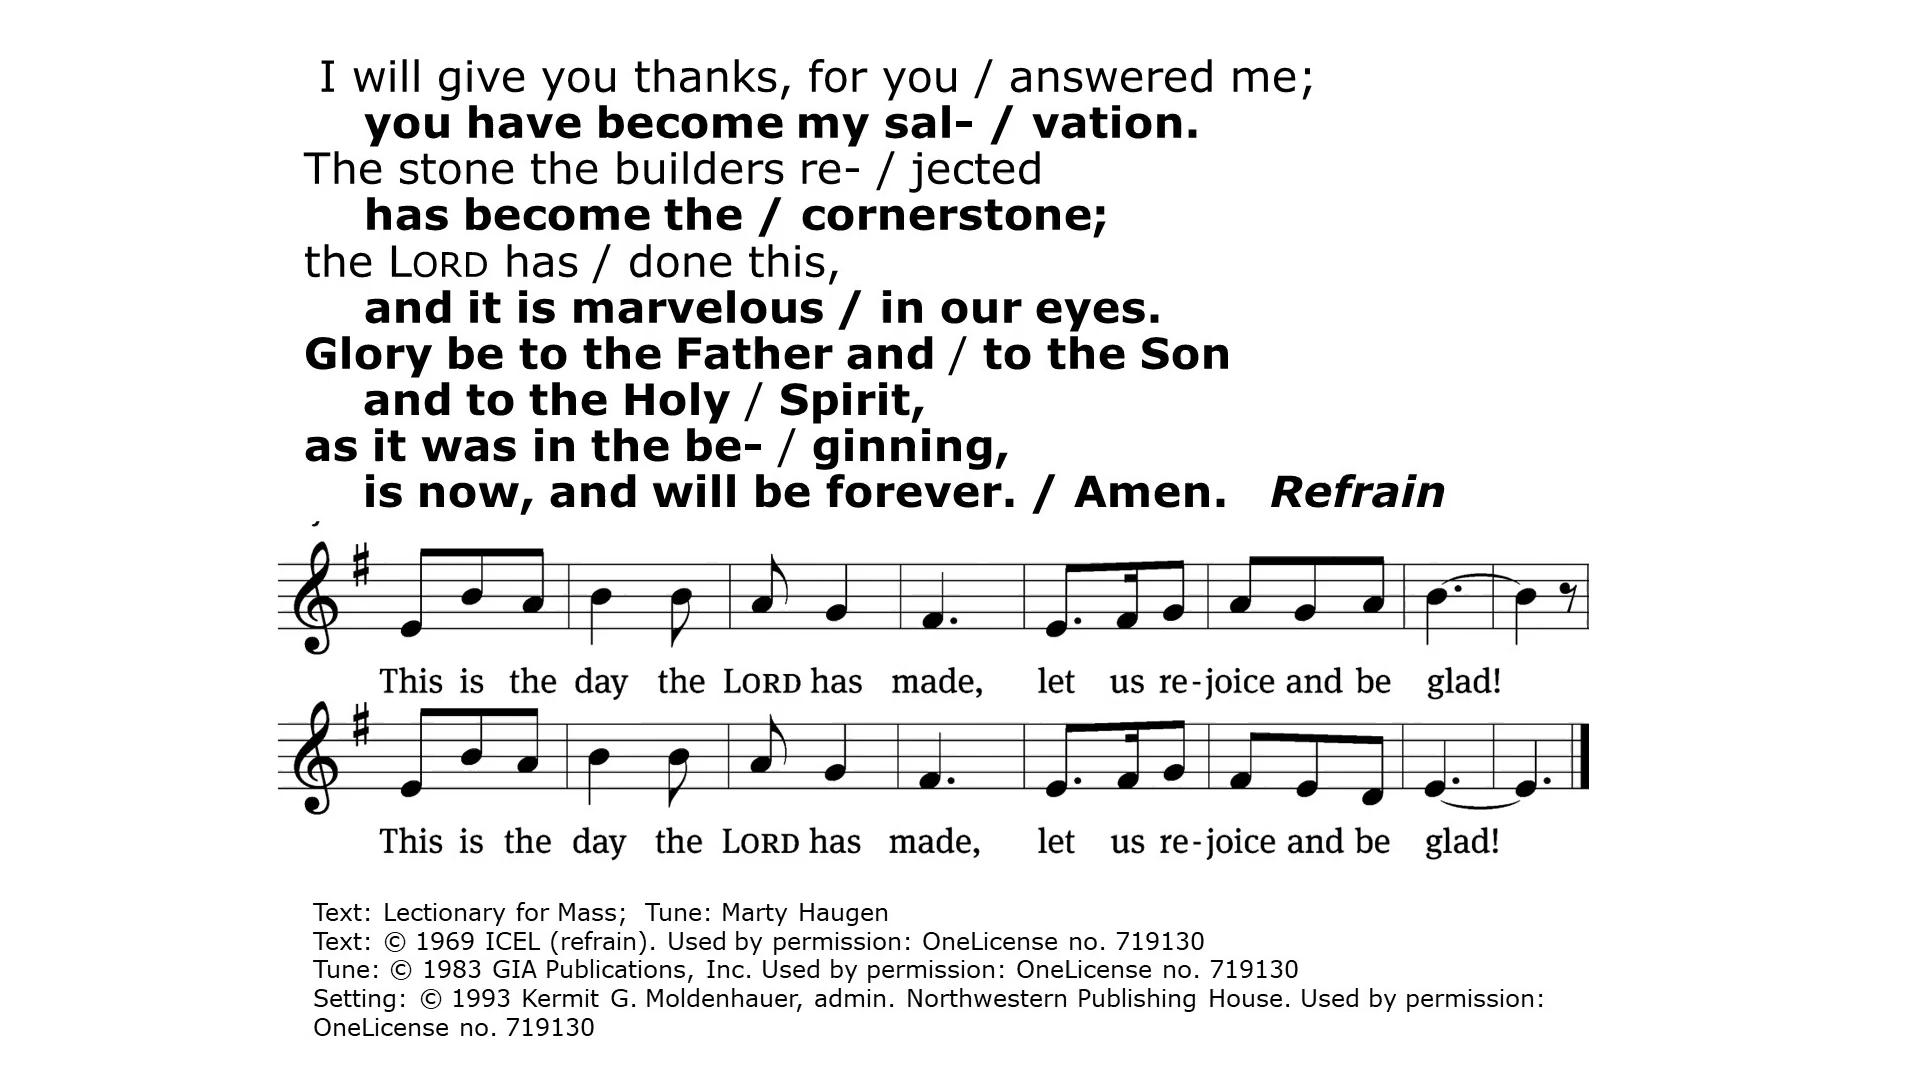 I will give you thanks, for you / answered me;
you have become my sal- / vation.
The stone the builders re- / jected
has become the / cornerstone;
the LORD has / done this,
and it is marvelous / in our eyes.
Glory be to the Father and / to the Son
and to the Holy / Spirit,
as it was in the be- / ginning,
is now, and will be forever. / Amen. Refrain
This is the day the LORD has made, let us re-joice and be glad!
This is the day the LORD has made, let us re-joice and be glad!
Text: Lectionary for Mass; Tune: Marty Haugen
Text: © 1969 ICEL (refrain). Used by permission: OneLicense no. 719130
Tune: © 1983 GIA Publications, Inc. Used by permission: OneLicense no. 719130
Setting: © 1993 Kermit G. Moldenhauer, admin. Northwestern Publishing House. Used by permission:
OneLicense no. 719130